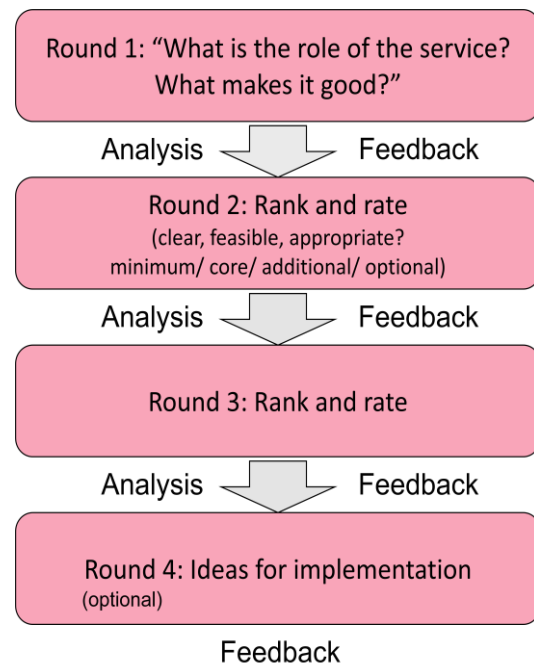 Round 1: “What is the role of the service?
What makes it good?”
Analysis Feedback
Round 2: Rank and rate
(clear, feasible, appropriate?
minimum/ core/ additional/ optional)
Analysis Feedback
Round 3: Rank and rate
Analysis Feedback
Round 4: Ideas for implementation
(optional)
Feedback